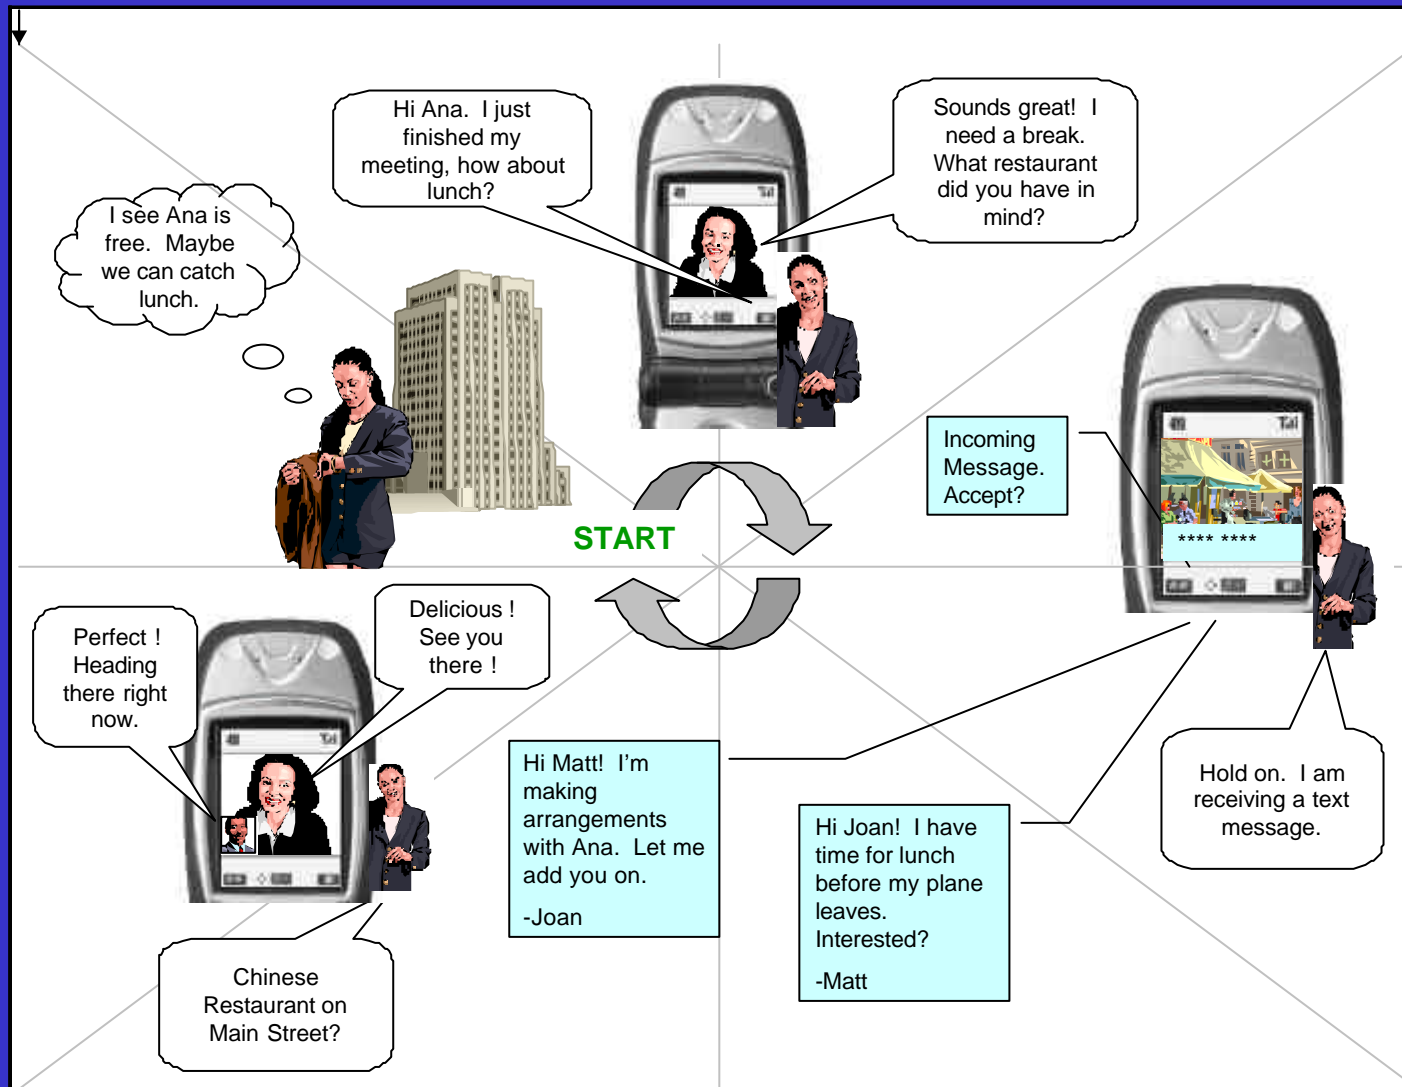 I see Ana is
free.  Maybe
we can catch
lunch.
Hi Ana.  I just
finished my
meeting, how about
lunch?
Sounds great!  I
need a break.
What restaurant
did you have in
mind?
START
Incoming
Message.
Accept?
**** ****
Hold on.  I am
receiving a text
message.
Hi Joan!  I have
time for lunch
before my plane
leaves.
Interested?
-Matt
Hi Matt!  I'm
making
arrangements
with Ana.  Let me
add you on.
-Joan
Chinese
Restaurant on
Main Street?
Perfect !
Heading
there right
now.
Delicious !
See you
there !